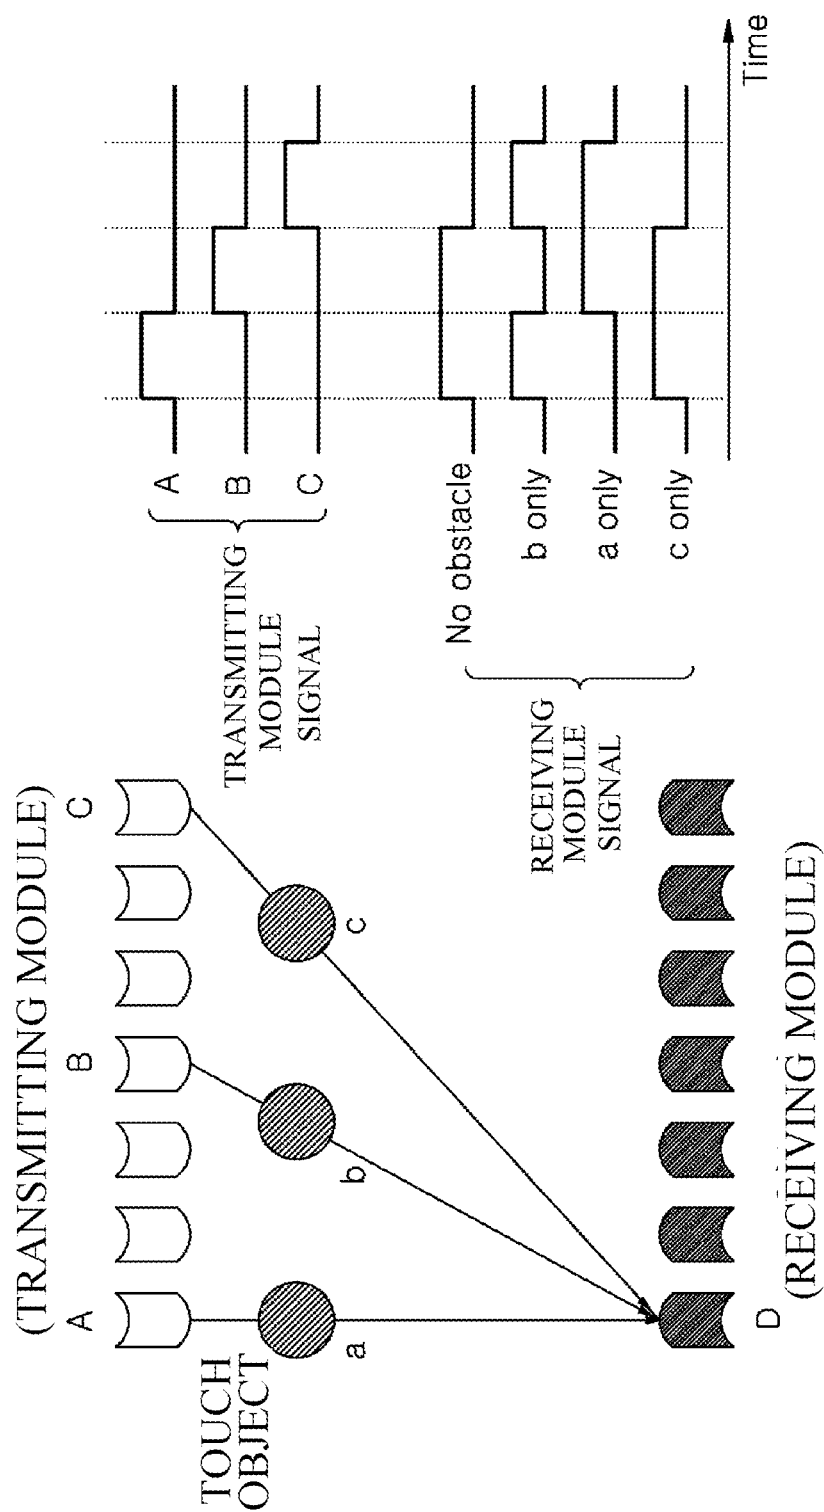 (TRANSMITTING MODULE)
A
B
C
TOUCH
OBJECT
a
b
c
D
(RECEIVING MODULE)
TRANSMITTING
MODULE
SIGNAL
A
B
C
RECEIVING
MODULE
SIGNAL
No obstacle
b only
a only
c only
Time